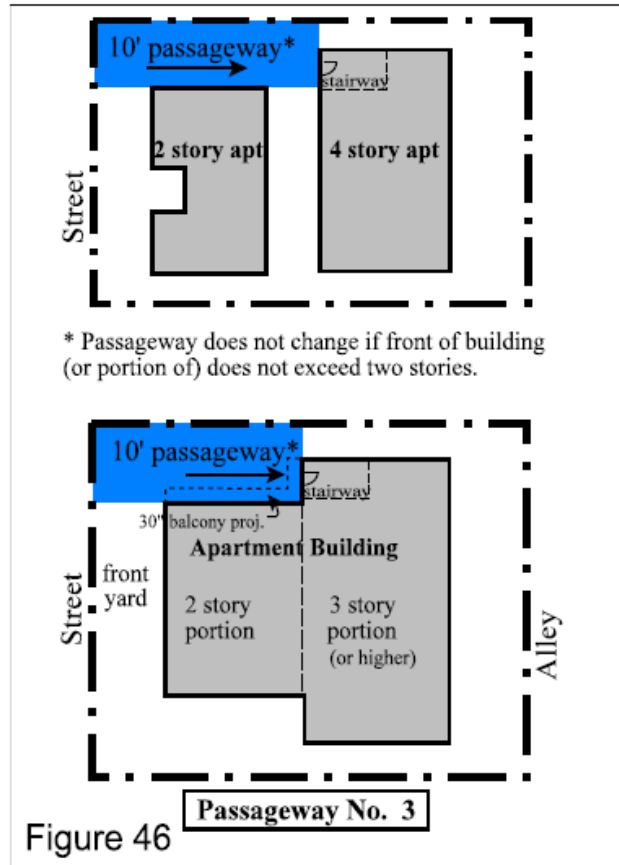 10' passageway*
stairway
2 story apt
4 story apt
Street
* Passageway does not change if front of building
(or portion of) does not exceed two stories.
10' passageway*
stairway
30" balcony proj.
Apartment Building
front
yard
2 story
portion
3 story
portion
(or higher)
Street
Alley
Passageway No. 3
Figure 46